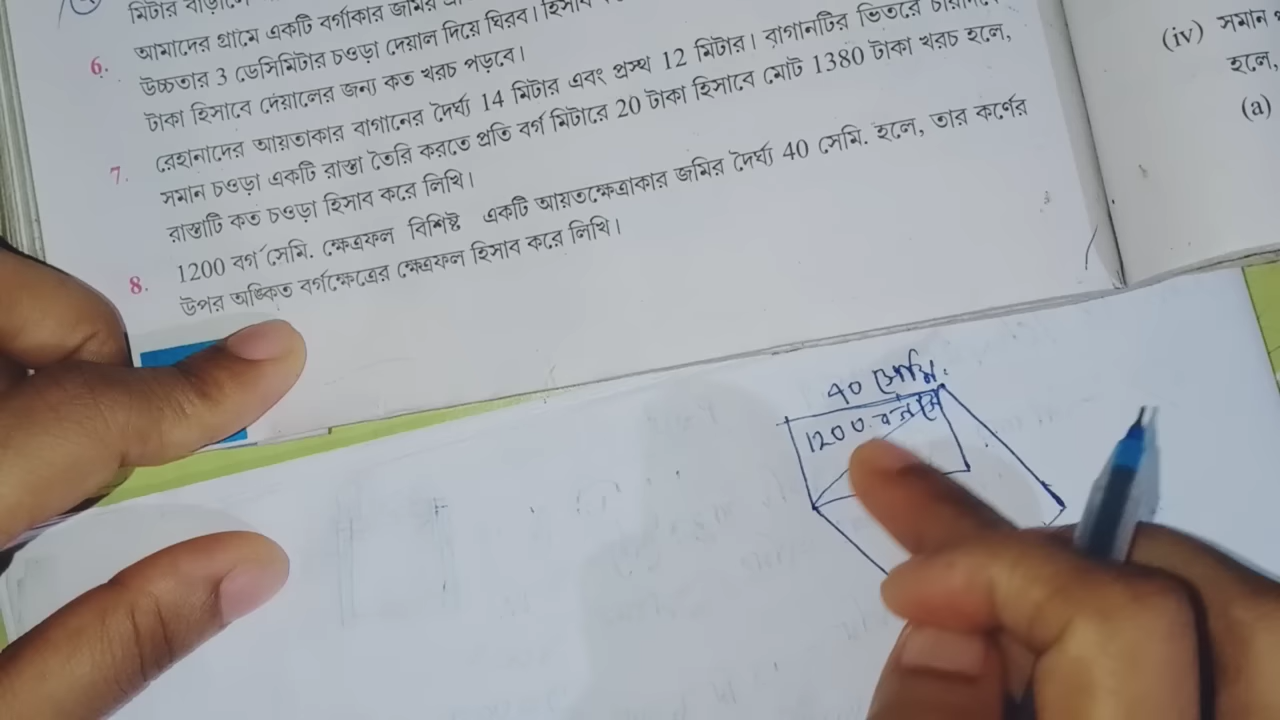 মিটার
6. আমাদের গ্রামে একটি বর্গাকার জমির
উচ্চতার 3 ডেসিমিটার চওড়া দেয়াল দিয়ে ঘিরব। হিসাব
টাকা হিসাবে দেয়ালের জন্য কত খরচ পড়বে।
7. রেহানাদের আয়তাকার বাগানের দৈর্ঘ্য 14 মিটার এবং প্রস্থ 12 মিটার। বাগানটির ভিতরে
সমান চওড়া একটি রাস্তা তৈরি করতে প্রতি বর্গ মিটারে 20 টাকা হিসাবে মোট 1380 টাকা খরচ হলে,
রাস্তাটি কত চওড়া হিসাব করে লিখি।
8. 1200 বর্গ সেমি. ক্ষেত্রফল বিশিষ্ট একটি আয়তক্ষেত্রাকার জমির দৈর্ঘ্য 40 সেমি. হলে, তার কর্ণের
উপর অঙ্কিত বর্গক্ষেত্রের ক্ষেত্রফল হিসাব করে লিখি।
(iv) সমান
হলে,
(a)
40 সেমি.
1200